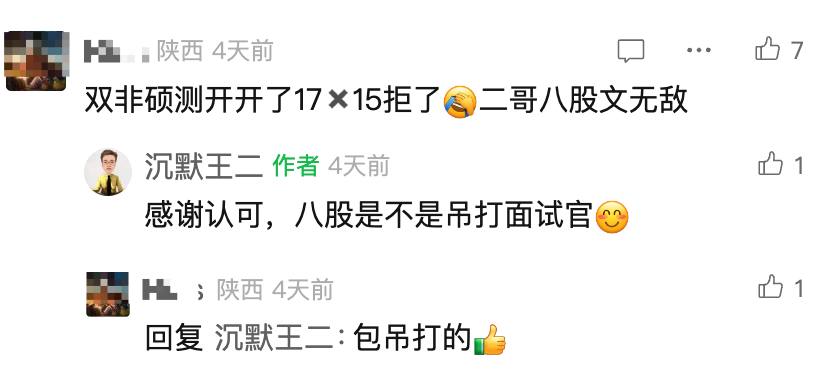 陕西 4天前 7
双非硕测开开了17✖️15拒了🤦二哥八股文无敌
沉默王二 作者 4天前 1
感谢认可，八股是不是吊打面试官😊
陕西 4天前 1
回复 沉默王二：包吊打的👍